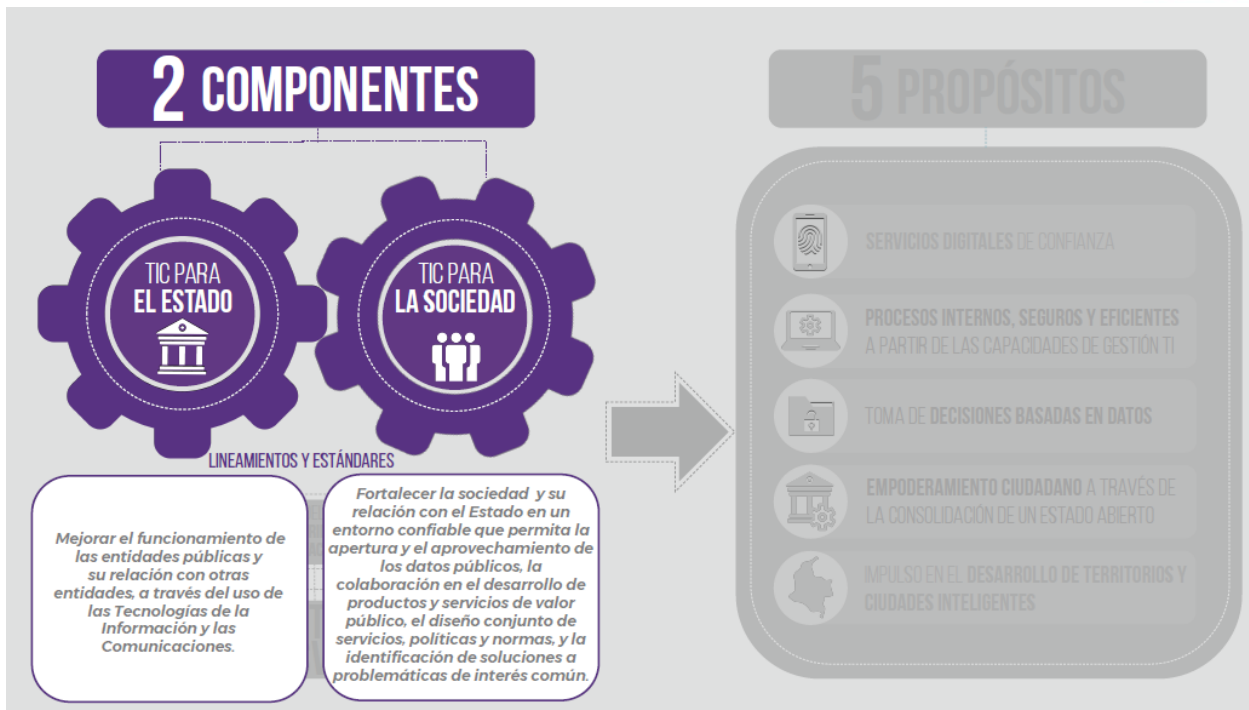 2 COMPONENTES
TIC PARA
EL ESTADO
TIC PARA
LA SOCIEDAD
LINEAMIENTOS Y ESTÁNDARES
Mejorar el funcionamiento de
las entidades públicas y
su relación con otras
entidades, a través del uso de
las Tecnologías de la
Información y las
Comunicaciones.
Fortalecer la sociedad y su
relación con el Estado en un
entorno confiable que permita la
apertura y el aprovechamiento de
los datos públicos, la
colaboración en el desarrollo de
productos y servicios de valor
público, el diseño conjunto de
servicios, políticas y normas, y la
identificación de soluciones a
problemáticas de interés común.
5 PROPÓSITOS
SERVICIOS DIGITALES DE CONFIANZA
PROCESOS INTERNOS, SEGUROS Y EFICIENTES
A PARTIR DE LAS CAPACIDADES DE GESTIÓN TI
TOMA DE DECISIONES BASADAS EN DATOS
EMPODERAMIENTO CIUDADANO A TRAVÉS DE
LA CONSOLIDACIÓN DE UN ESTADO ABIERTO
IMPULSO EN EL DESARROLLO DE TERRITORIOS Y
CIUDADES INTELIGENTES